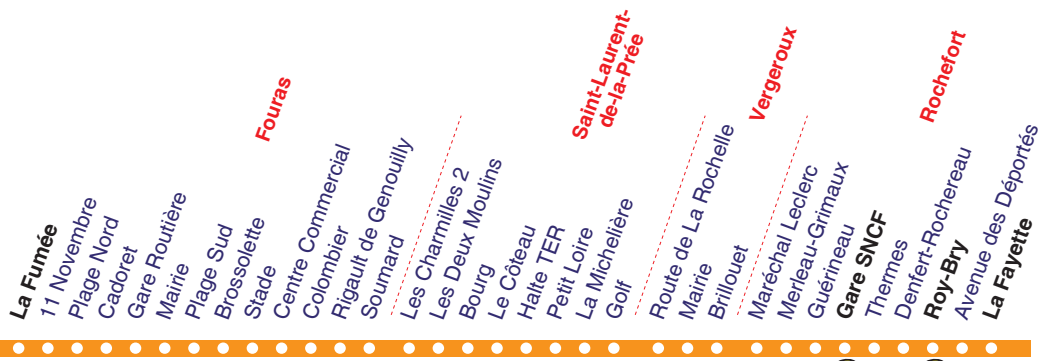 Fouras
Saint-Laurent-
de-la-Prée
Vergeroux
Rochefort
La Fumée
11 Novembre
Plage Nord
Cadoret
Gare Routière
Mairie
Plage Sud
Brossolette
Stade
Centre Commercial
Colombier
Rigault de Genouilly
Soumard
Les Charmilles 2
Les Deux Moulins
Bourg
Le Côteau
Halte TER
Petit Loire
La Michelière
Golf
Route de La Rochelle
Mairie
Brillouet
Maréchal Leclerc
Merleau-Grimaux
Guérineau
Gare SNCF
Thermes
Denfert-Rochereau
Roy-Bry
Avenue des Déportés
La Fayette